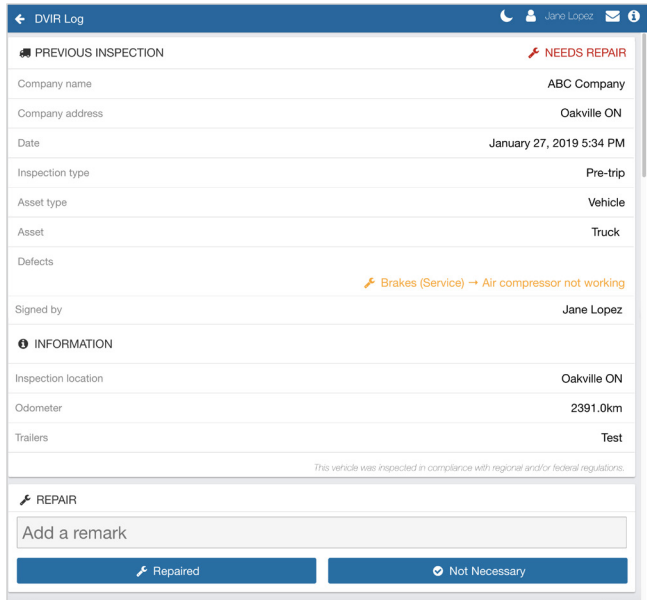 DVIR Log Jane Lopez
PREVIOUS INSPECTION NEEDS REPAIR
Company name ABC Company
Company address Oakville ON
Date January 27, 2019 5:34 PM
Inspection type Pre-trip
Asset type Vehicle
Asset Truck
Defects
Brakes (Service) → Air compressor not working
Signed by Jane Lopez
INFORMATION
Inspection location Oakville ON
Odometer 2391.0km
Trailers Test
This vehicle was inspected in compliance with regional and/or federal regulations.
REPAIR
Add a remark
Repaired Not Necessary